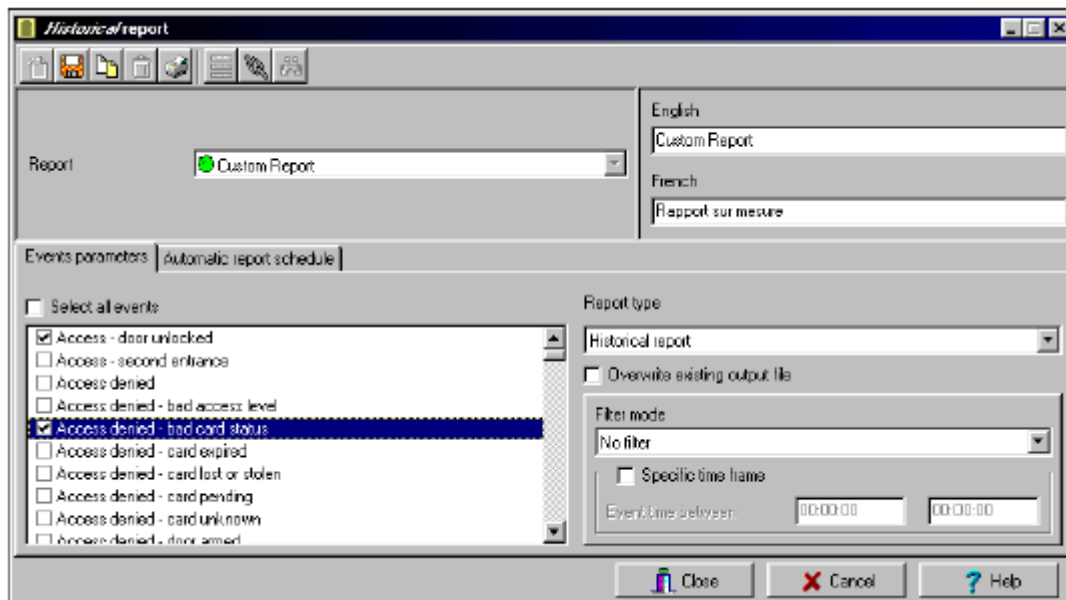 Historical report
English
Custom Report
Report
Custom Report
French
Rapport sur mesure
Events parameters
Automatic report schedule
Select all events
Access - door unlocked
Access - second entrance
Access denied
Access denied - bad access level
Access denied - bad card status
Access denied - card expired
Access denied - card lost or stolen
Access denied - card pending
Access denied - card unknown
Access denied - door armed
Report type
Historical report
Overwrite existing output file
Filter mode
No filter
Specific time frame
Event time between:
00:00:00
00:00:00
Close
Cancel
Help